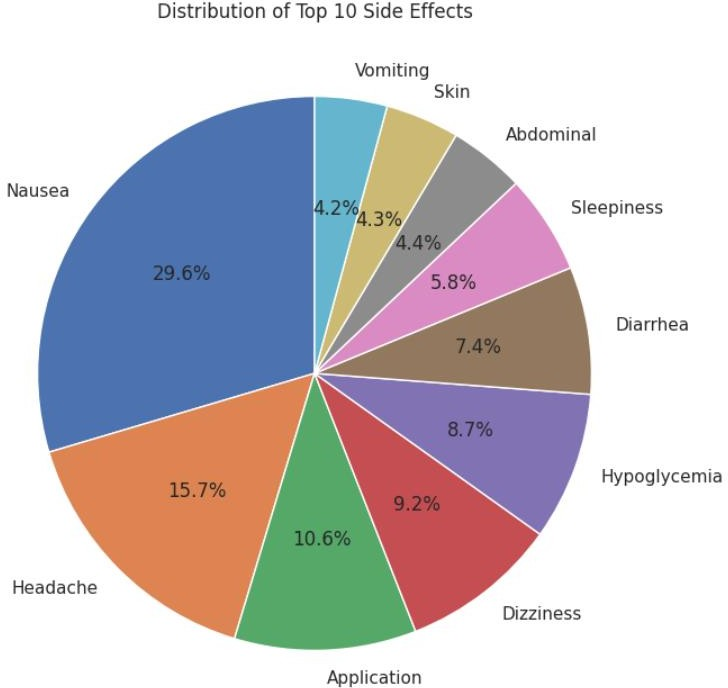 Distribution of Top 10 Side Effects
Vomiting
Skin
Abdominal
Sleepiness
Diarrhea
Hypoglycemia
Dizziness
Application
Headache
Nausea
4.2%
4.3%
4.4%
5.8%
7.4%
8.7%
9.2%
10.6%
15.7%
29.6%